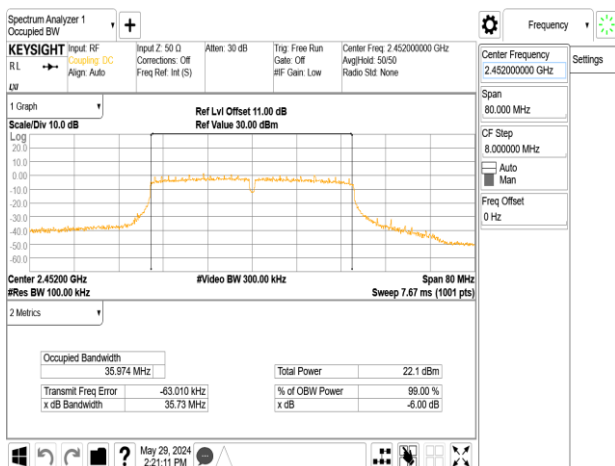 Spectrum Analyzer 1
Occupied BW
+
Frequency
KEYSIGHT
RL
Input: RF
Coupling: DC
Align: Auto
Input Z: 50 Ω
Corrections: Off
Freq Ref: Int (S)
Atten: 30 dB
Trig: Free Run
Gate: Off
#IF Gain: Low
Center Freq: 2.452000000 GHz
Avg|Hold: 50/50
Radio Std: None
LXI
1 Graph
Scale/Div 10.0 dB
Ref Lvl Offset 11.00 dB
Ref Value 30.00 dBm
Log
20.0
10.0
0.00
-10.0
-20.0
-30.0
-40.0
-50.0
-60.0
Center 2.45200 GHz
#Res BW 100.00 kHz
#Video BW 300.00 kHz
Span 80 MHz
Sweep 7.67 ms (1001 pts)
2 Metrics
Occupied Bandwidth
35.974 MHz
Transmit Freq Error -63.010 kHz
x dB Bandwidth 35.73 MHz
Total Power 22.1 dBm
% of OBW Power 99.00 %
x dB -6.00 dB
?
May 29, 2024
2:21:11 PM
Center Frequency
2.452000000 GHz
Settings
Span
80.000 MHz
CF Step
8.000000 MHz
Auto
Man
Freq Offset
0 Hz